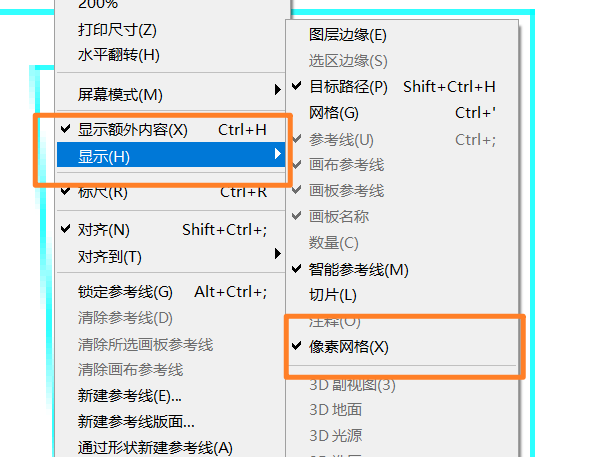 200%
打印尺寸(Z)
水平翻转(H)
屏幕模式(M)
显示额外内容(X) Ctrl+H
显示(H)
标尺(R) Ctrl+R
对齐(N) Shift+Ctrl+;
对齐到(T)
锁定参考线(G) Alt+Ctrl+;
清除参考线(D)
清除所选画板参考线
清除画布参考线
新建参考线(E)...
新建参考线版面...
通过形状新建参考线(A)
图层边缘(E)
选区边缘(S)
目标路径(P) Shift+Ctrl+H
网格(G) Ctrl+'
参考线(U) Ctrl+;
画布参考线
画板参考线
画板名称
数量(C)
智能参考线(M)
切片(L)
注释(O)
像素网格(X)
3D 副视图(3)
3D 地面
3D 光源